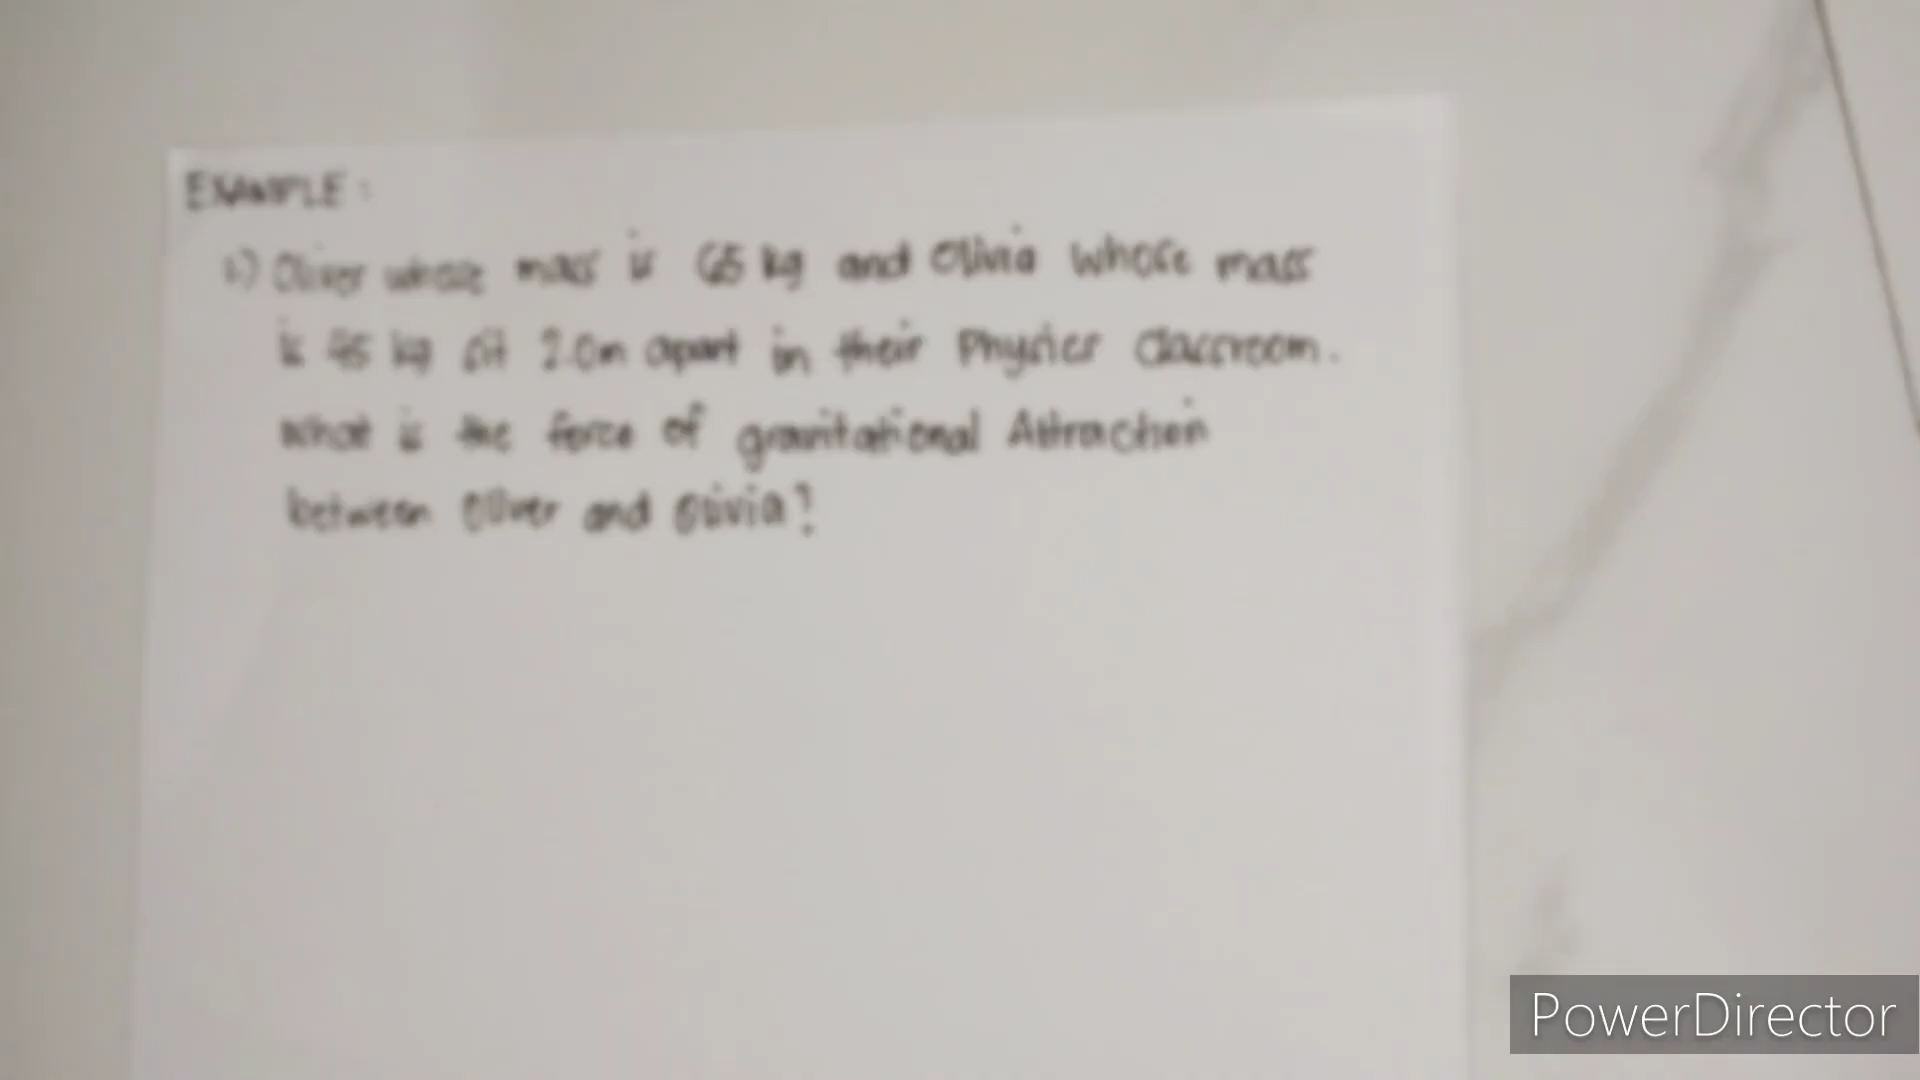 EXAMPLE:
1.) Oliver whose mass is 65 kg and Olivia whose mass
is 45 kg sit 2.0m apart in their Physics classroom.
What is the force of gravitational Attraction
between Oliver and Olivia?
PowerDirector